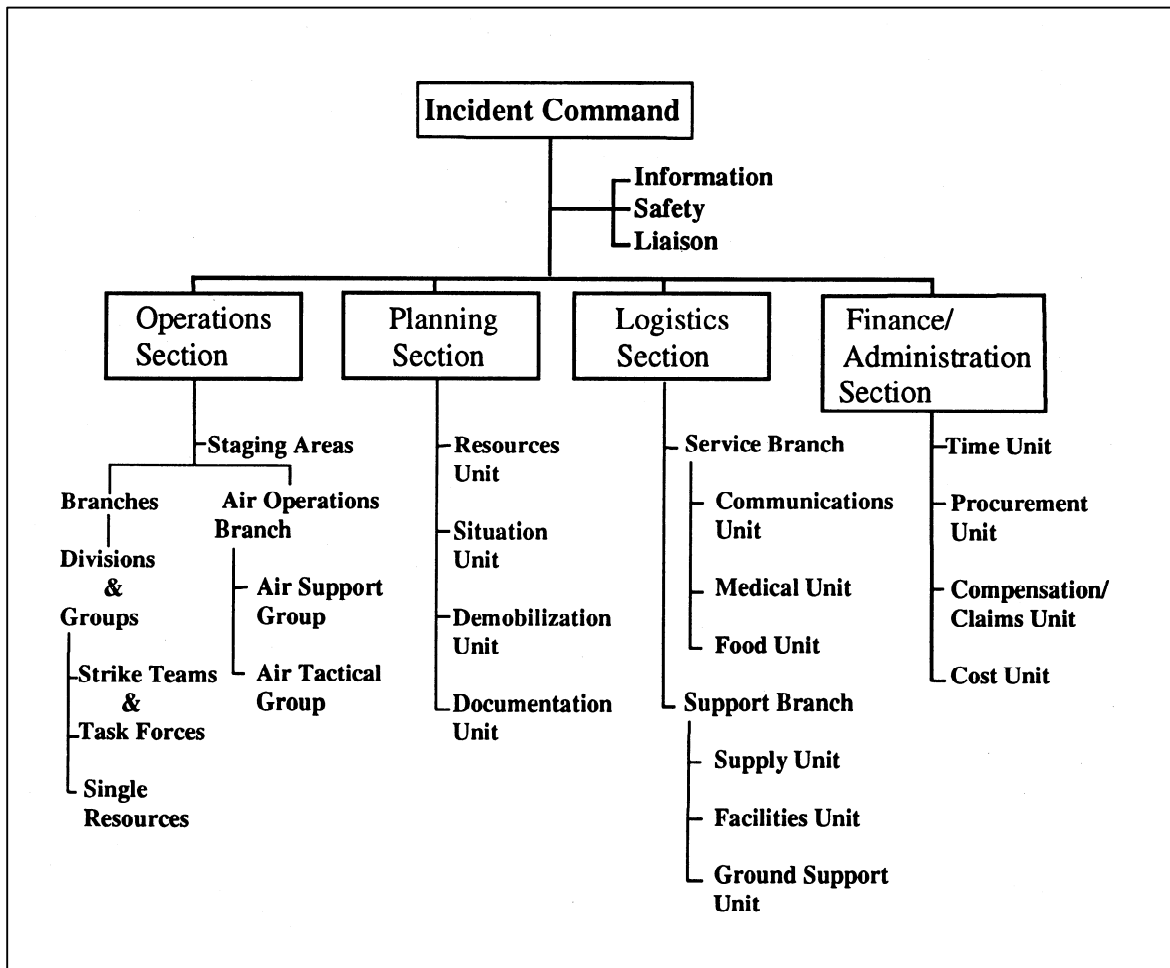 Incident Command
Information
Safety
Liaison
Operations
Section
Staging Areas
Branches
Divisions
&
Groups
Strike Teams
&
Task Forces
Single
Resources
Air Operations
Branch
Air Support
Group
Air Tactical
Group
Planning
Section
Resources
Unit
Situation
Unit
Demobilization
Unit
Documentation
Unit
Logistics
Section
Service Branch
Communications
Unit
Medical Unit
Food Unit
Support Branch
Supply Unit
Facilities Unit
Ground Support
Unit
Finance/
Administration
Section
Time Unit
Procurement
Unit
Compensation/
Claims Unit
Cost Unit